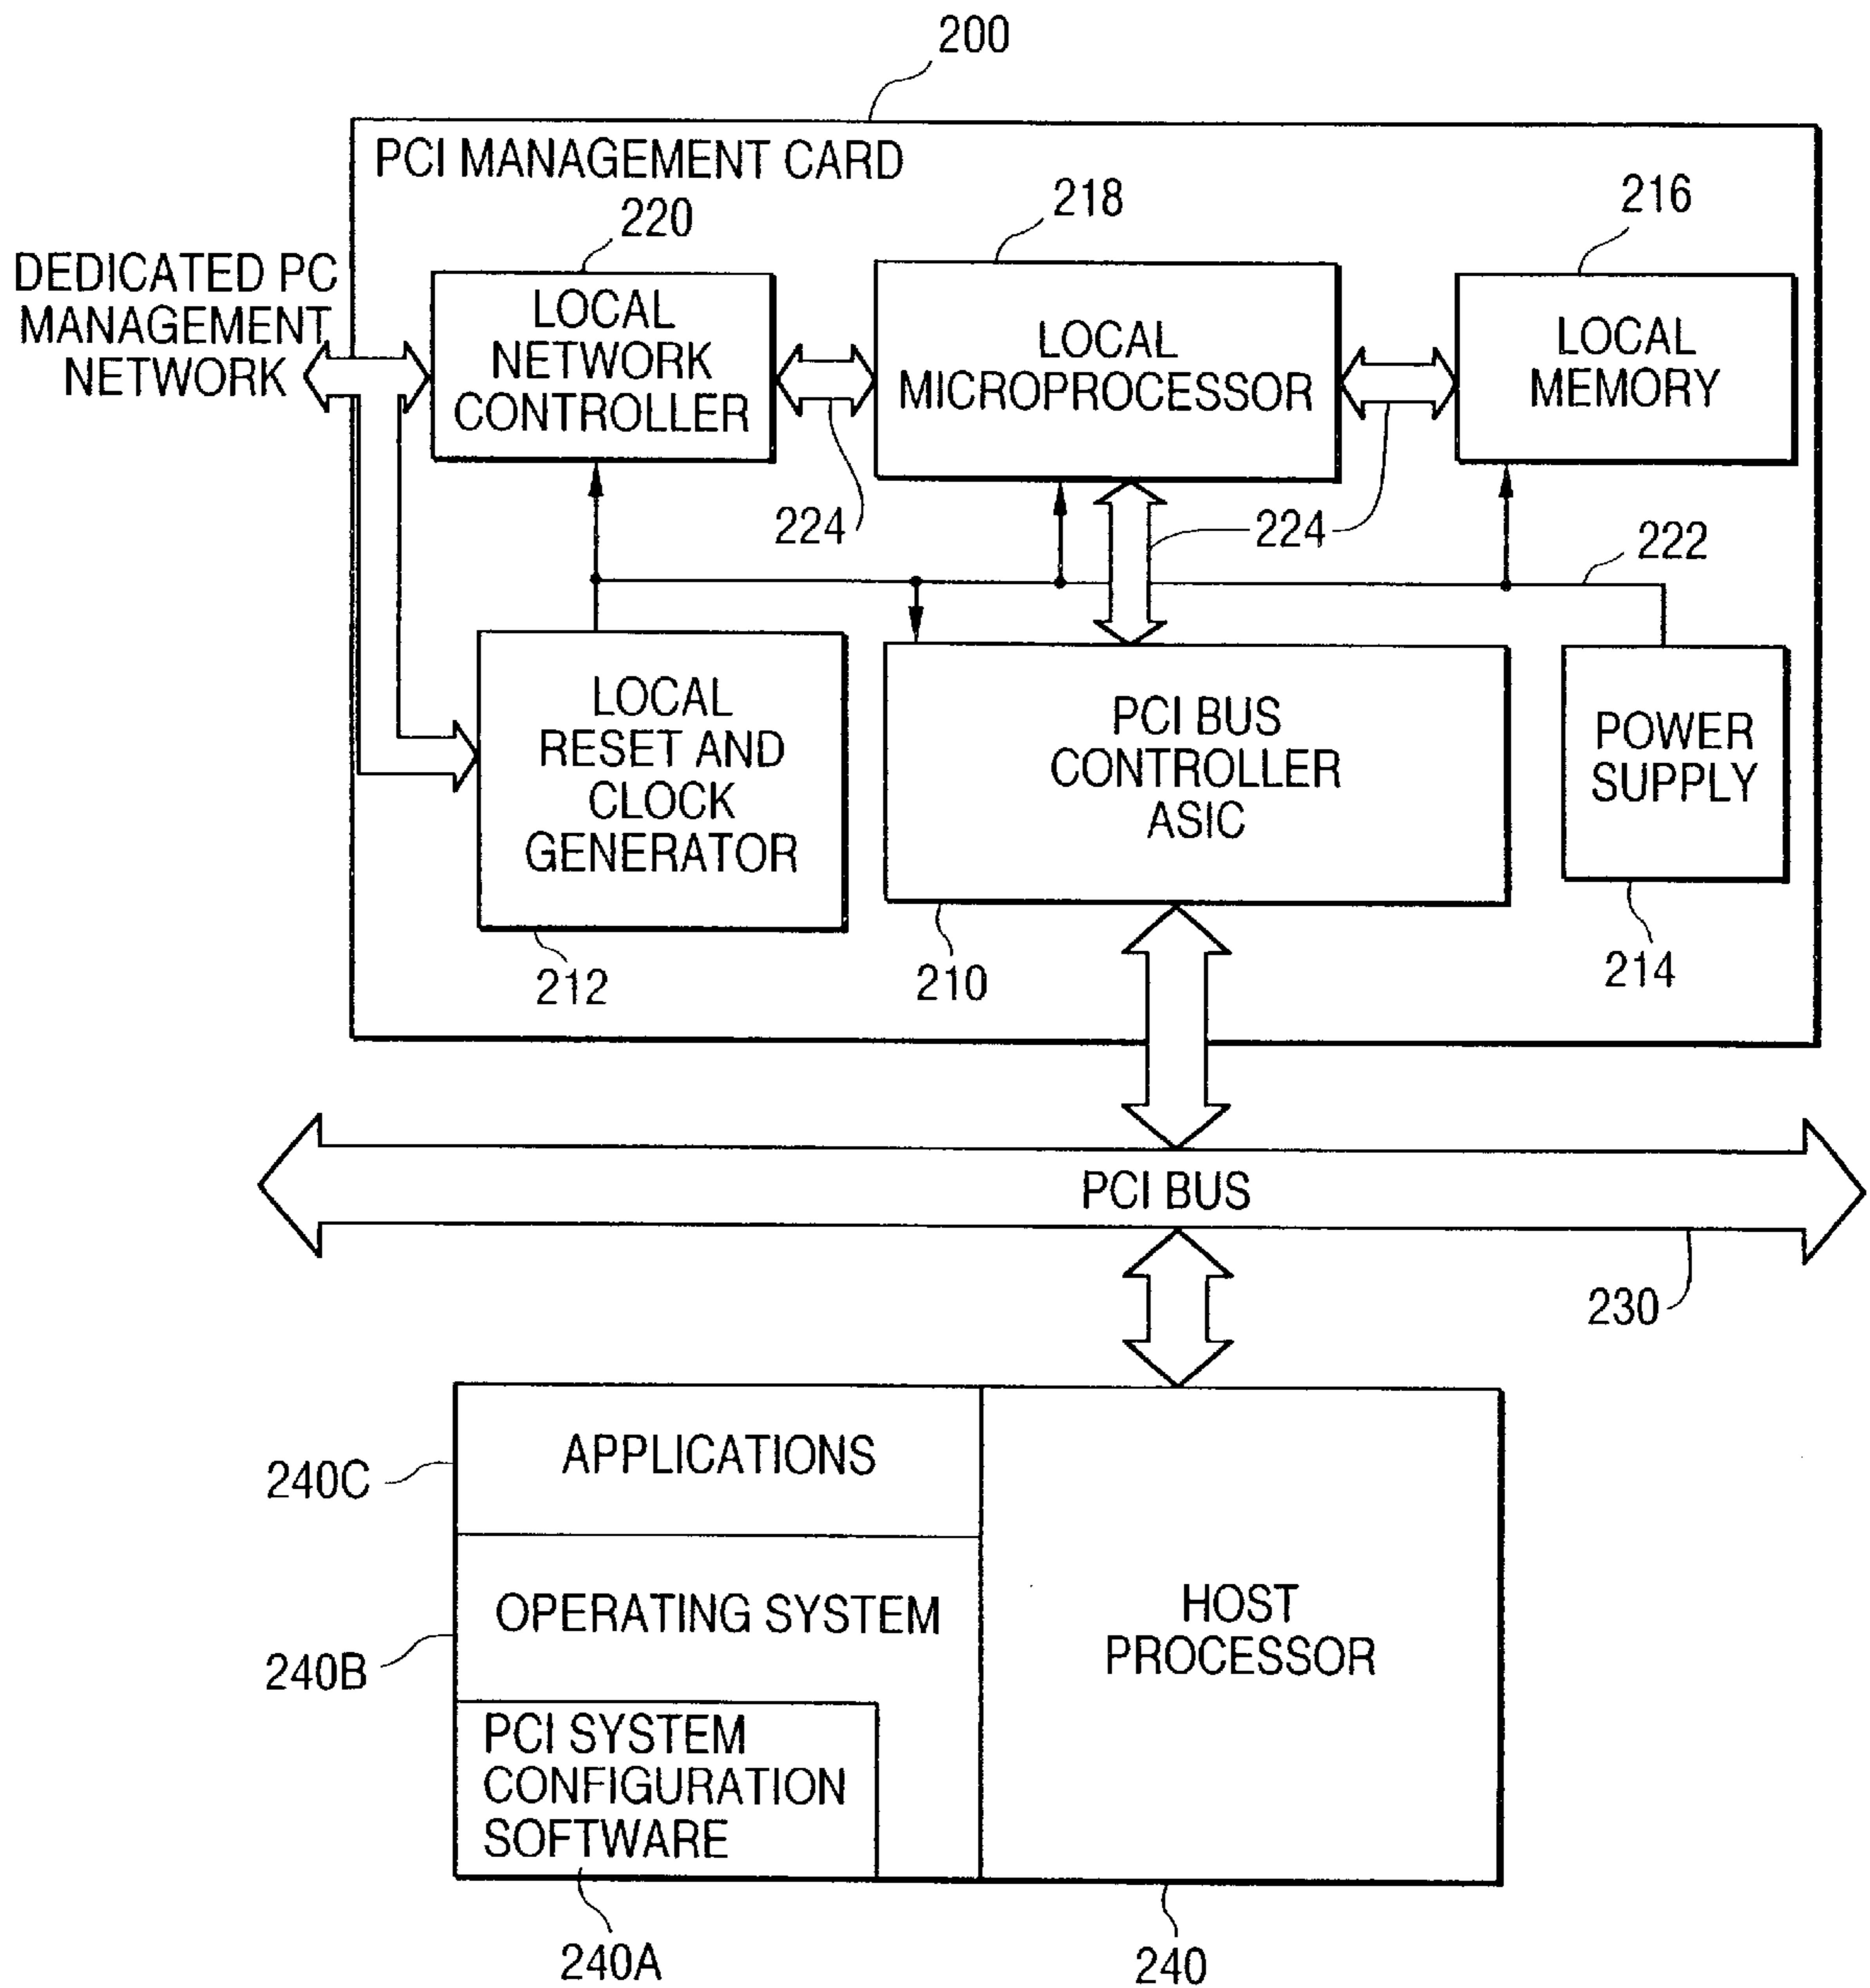 200
PCI MANAGEMENT CARD
220
218
216
DEDICATED PC
MANAGEMENT
NETWORK
LOCAL
NETWORK
CONTROLLER
LOCAL
MICROPROCESSOR
LOCAL
MEMORY
224
224
222
LOCAL
RESET AND
CLOCK
GENERATOR
PCI BUS
CONTROLLER
ASIC
POWER
SUPPLY
212
210
214
PCI BUS
230
APPLICATIONS
240C
OPERATING SYSTEM
240B
HOST
PROCESSOR
PCI SYSTEM
CONFIGURATION
SOFTWARE
240A
240